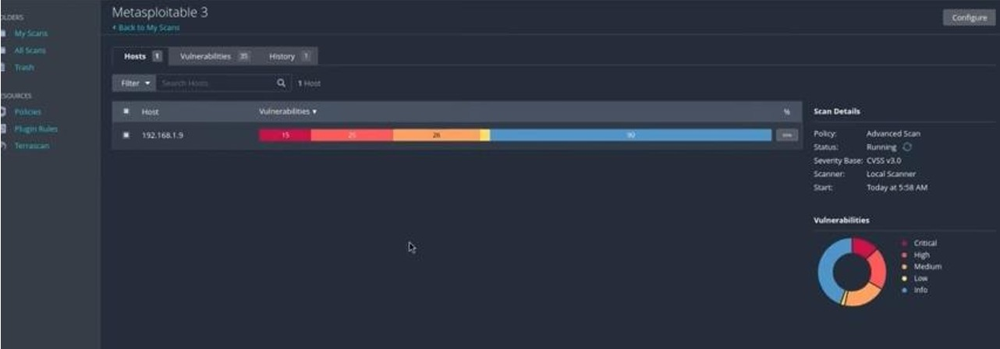 Metasploitable 3
Configure
Back to My Scans
My Scans
All Scans
Trash
Policies
Plugin Rules
Terrascan
Hosts 1 Vulnerabilities 35 History 1
Filter Search Hosts 1 Host
Host Vulnerabilities %
192.168.1.9 15 25 26 90
Scan Details
Policy: Advanced Scan
Status: Running
Severity Base: CVSS v3.0
Scanner: Local Scanner
Start: Today at 5:58 AM
Vulnerabilities
Critical
High
Medium
Low
Info